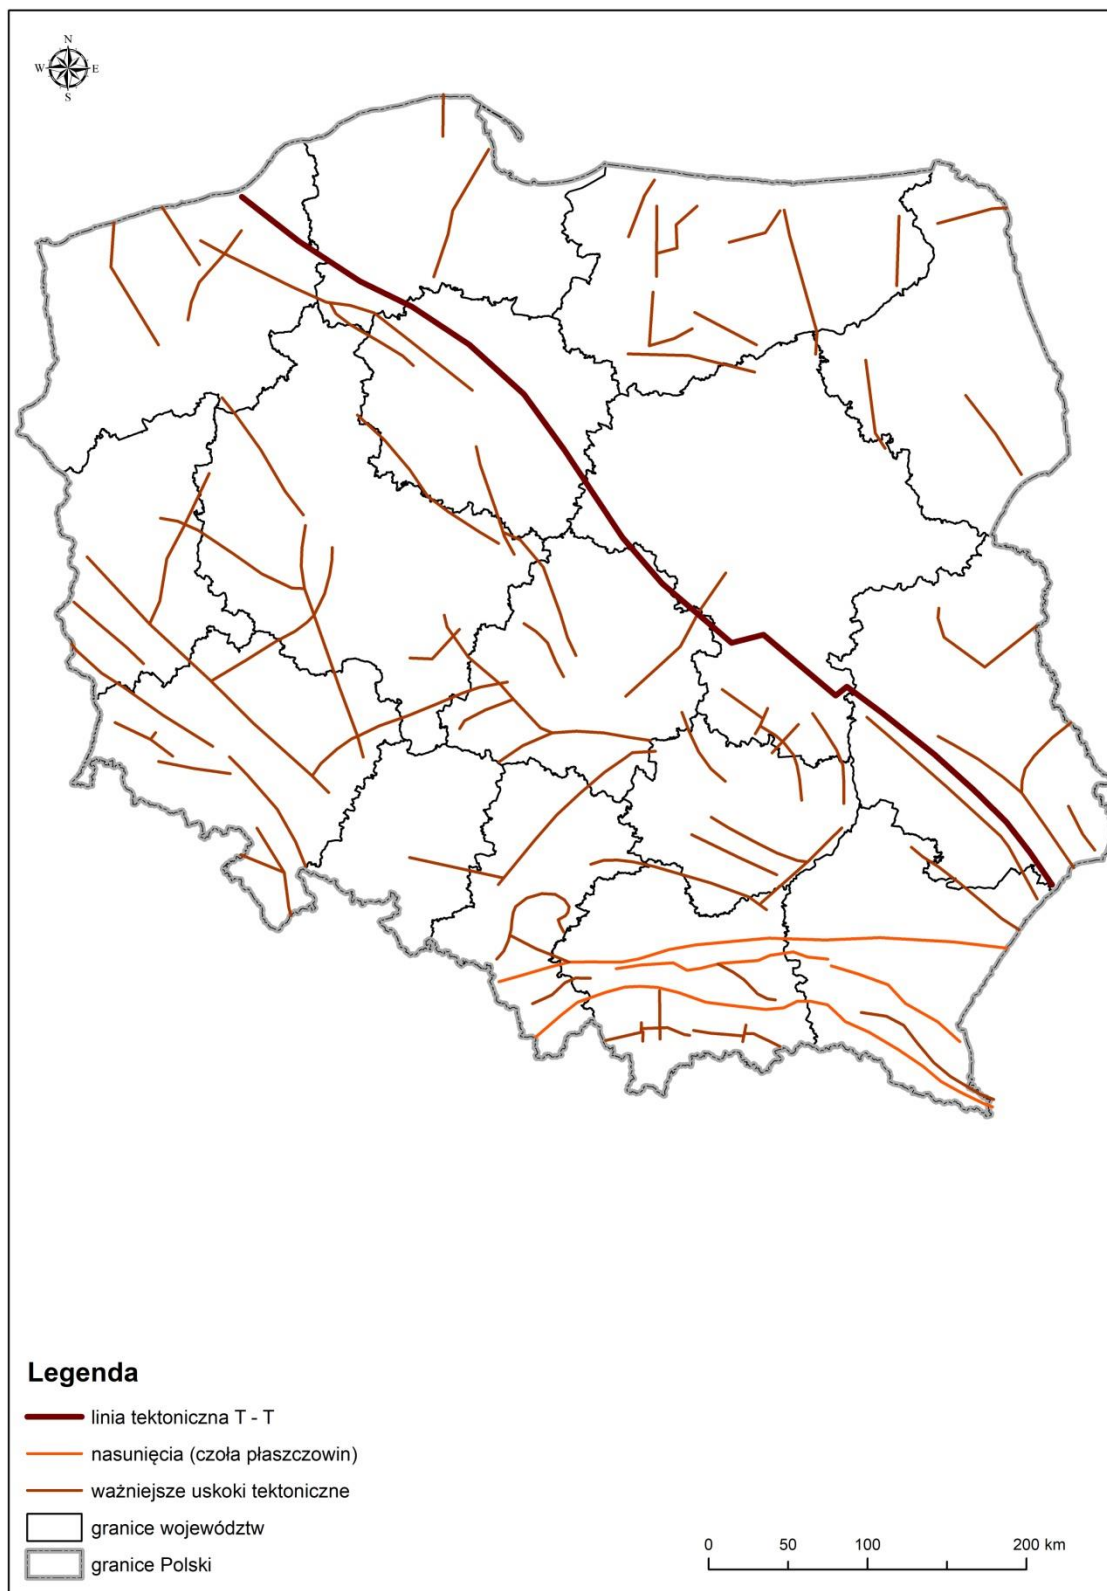 N
W E
S
Legenda
linia tektoniczna T - T
nasunięcia (czoła płaszczowin)
ważniejsze uskoki tektoniczne
granice województw
granice Polski
0 50 100 200 km